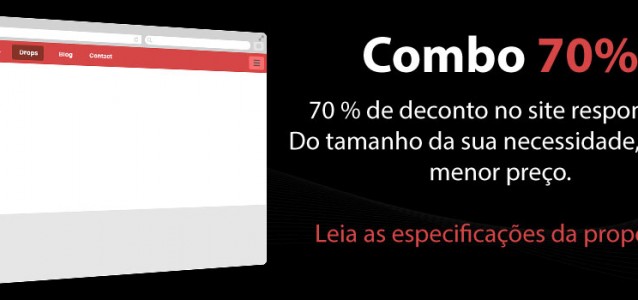 Drops Blog Contact
Combo 70%
70 % de deconto no site respon
Do tamanho da sua necessidade,
menor preço.
Leia as especificações da prop